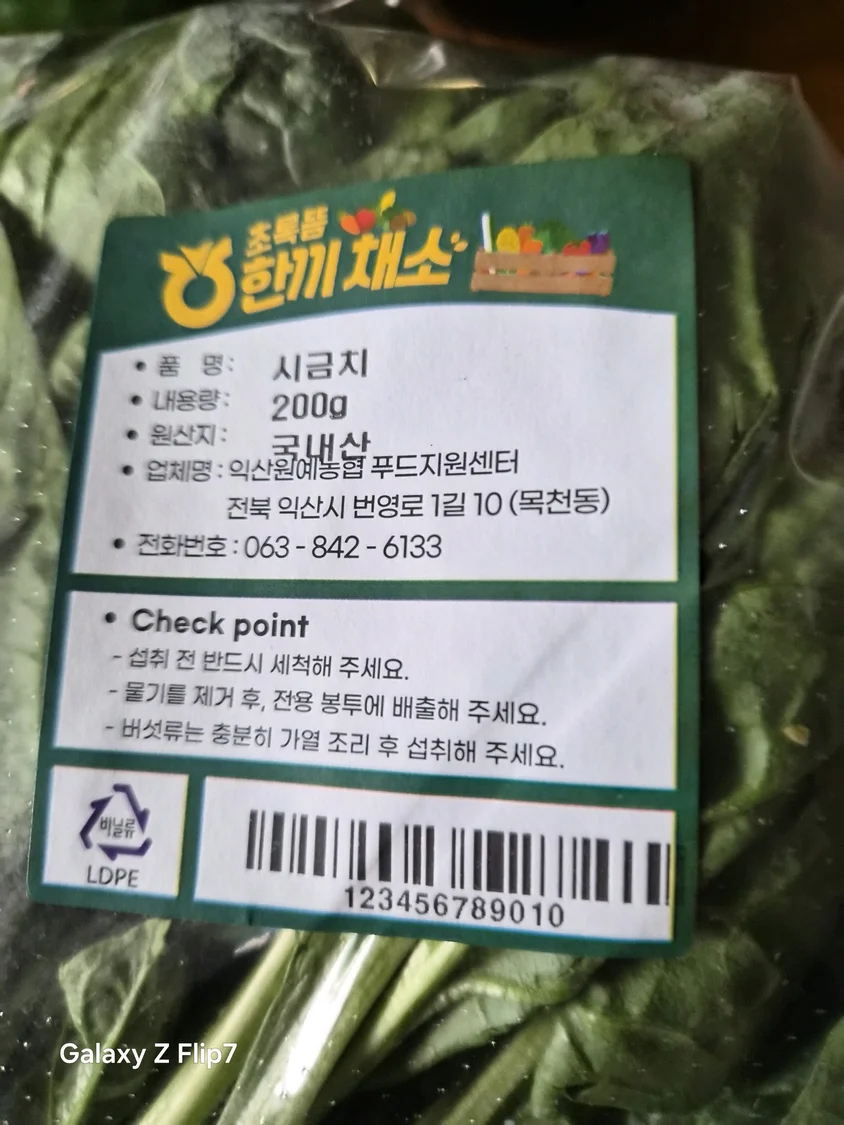 초록뜸
한끼 채소
• 품 명: 시금치
• 내용량: 200g
• 원산지: 국내산
• 업체명 : 익산원예농협 푸드지원센터
전북 익산시 번영로 1길 10 (목천동)
• 전화번호 : 063 - 842 - 6133
• Check point
- 섭취 전 반드시 세척해 주세요.
- 물기를 제거 후, 전용 봉투에 배출해 주세요.
- 버섯류는 충분히 가열 조리 후 섭취해 주세요.
비닐류
LDPE
123456789010
Galaxy Z Flip7